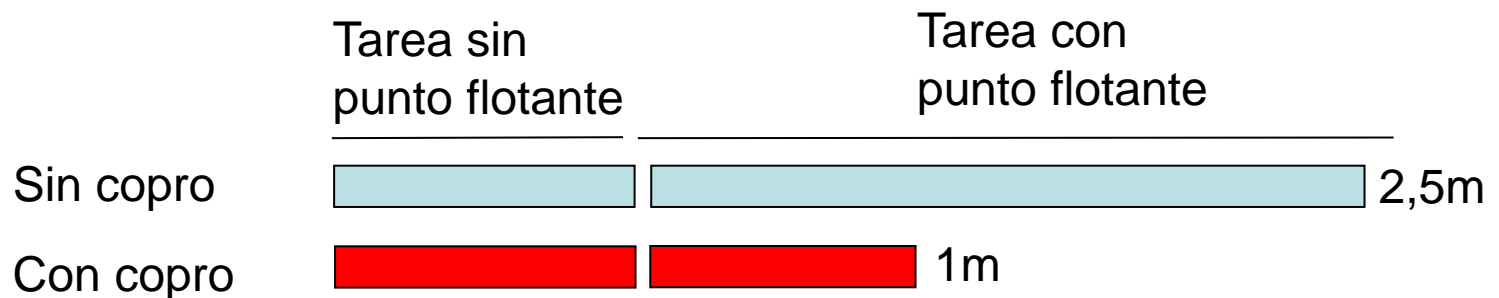 Tarea sin
punto flotante
Tarea con
punto flotante
Sin copro
2,5m
Con copro
1m